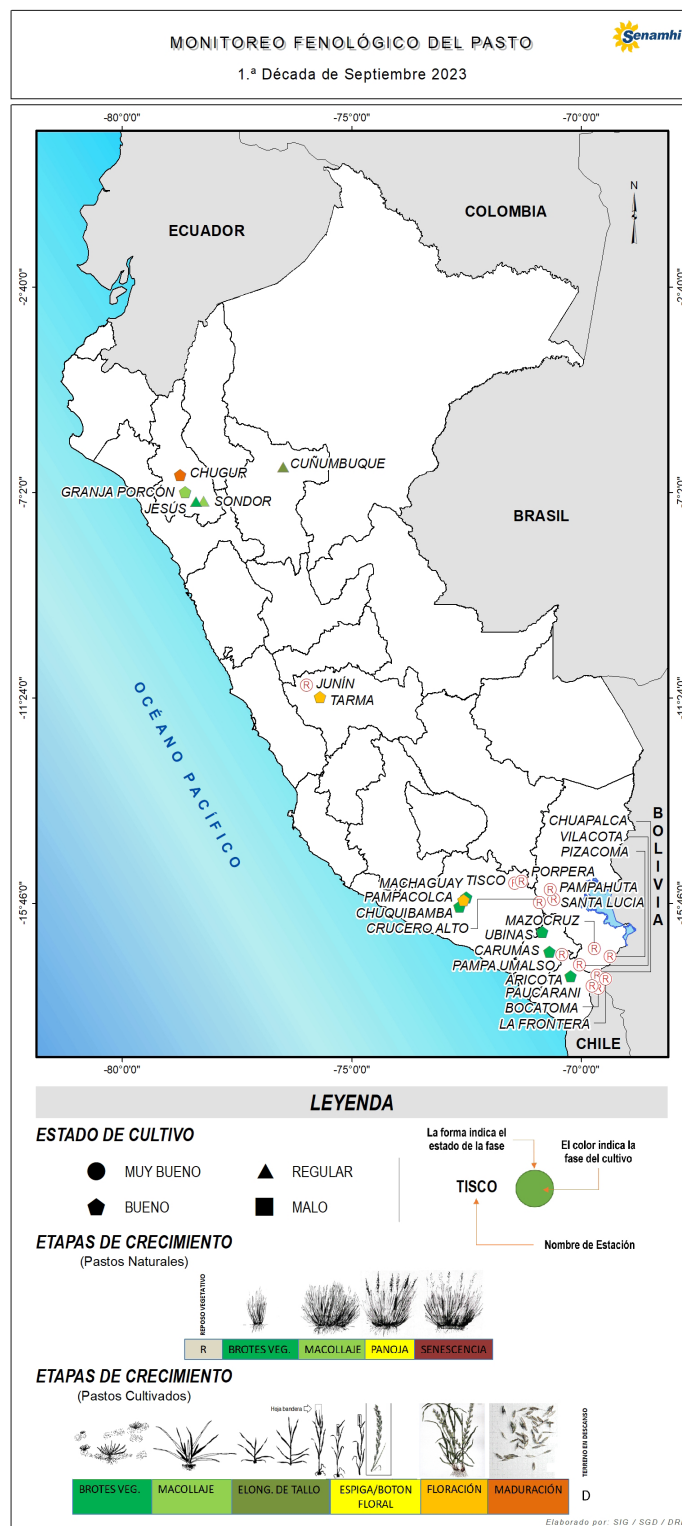 MONITOREO FENOLÓGICO DEL PASTO
1.ª Década de Septiembre 2023
Senamhi
-80°0'0" -75°0'0" -70°0'0"
N
COLOMBIA
ECUADOR
-2°40'0" -2°40'0"
CUÑUMBUQUE
CHUGUR
GRANJA PORCÓN
-7°2'0" -7°2'0"
JESÚS SONDOR
BRASIL
R JUNÍN
TARMA
-11°24'0" -11°24'0"
OCÉANO PACÍFICO
BOLIVIA
CHUAPALCA
VILACOTA
PIZACOMA
PORPERA
MACHAGUAY TISCO R R
PAMPACOLCA R PAMPAHUTA
-15°46'0" R R SANTA LUCIA -15°46'0"
CHUQUIBAMBA
CRUCERO ALTO MAZOCRUZ
UBINAS
CARUMAS R
PAMPA UMALSO R R
ARICOTA R
PAUCARANI R R
BOCATOMA R R
LA FRONTERA
CHILE
-80°0'0" -75°0'0" -70°0'0"
LEYENDA
ESTADO DE CULTIVO
MUY BUENO REGULAR
BUENO MALO
La forma indica el
estado de la fase
El color indica la
fase del cultivo
TISCO
Nombre de Estación
ETAPAS DE CRECIMIENTO
(Pastos Naturales)
REPOSO VEGETATIVO
R BROTES VEG. MACOLLAJE PANOJA SENESCENCIA
ETAPAS DE CRECIMIENTO
(Pastos Cultivados)
Hoja bandera
TERRENO EN DESCANSO
BROTES VEG. MACOLLAJE ELONG. DE TALLO ESPIGA/BOTON FLORAL FLORACIÓN MADURACIÓN D
Elaborado por: SIG / SGD /